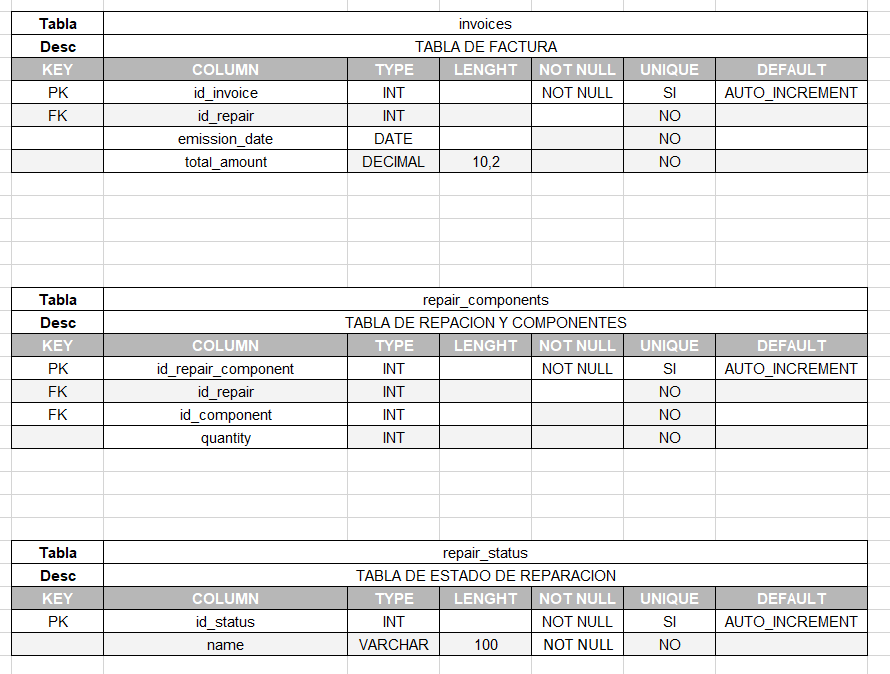 Tabla invoices
Desc TABLA DE FACTURA
KEY COLUMN TYPE LENGHT NOT NULL UNIQUE DEFAULT
PK id_invoice INT NOT NULL SI AUTO_INCREMENT
FK id_repair INT NO
emission_date DATE NO
total_amount DECIMAL 10,2 NO
Tabla repair_components
Desc TABLA DE REPACION Y COMPONENTES
KEY COLUMN TYPE LENGHT NOT NULL UNIQUE DEFAULT
PK id_repair_component INT NOT NULL SI AUTO_INCREMENT
FK id_repair INT NO
FK id_component INT NO
quantity INT NO
Tabla repair_status
Desc TABLA DE ESTADO DE REPARACION
KEY COLUMN TYPE LENGHT NOT NULL UNIQUE DEFAULT
PK id_status INT NOT NULL SI AUTO_INCREMENT
name VARCHAR 100 NOT NULL NO